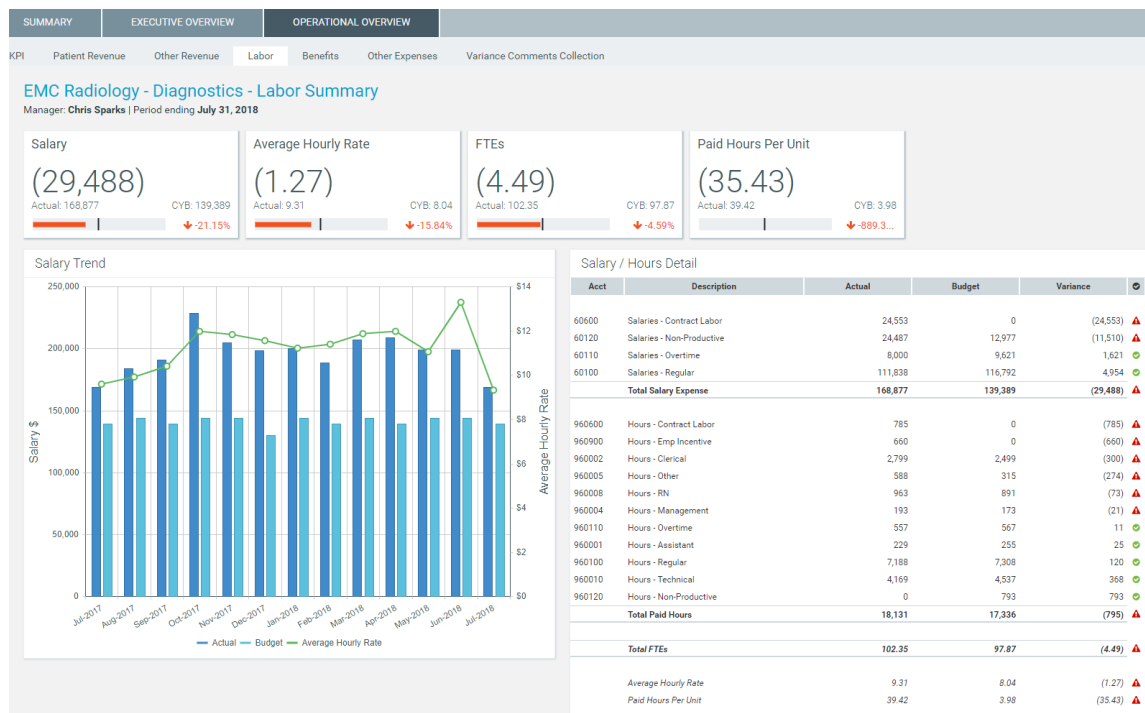 SUMMARY EXECUTIVE OVERVIEW OPERATIONAL OVERVIEW
KPI Patient Revenue Other Revenue Labor Benefits Other Expenses Variance Comments Collection
EMC Radiology - Diagnostics - Labor Summary
Manager: Chris Sparks | Period ending July 31, 2018
Salary
(29,488)
Actual: 168,877 CYB: 139,389
-21.15%
Average Hourly Rate
(1.27)
Actual: 9.31 CYB: 8.04
-15.84%
FTEs
(4.49)
Actual: 102.35 CYB: 97.87
-4.59%
Paid Hours Per Unit
(35.43)
Actual: 39.42 CYB: 3.98
-889.3...
Salary Trend
250,000
200,000
150,000
100,000
50,000
0
Salary $
$14
$12
$10
$8
$6
$4
$2
$0
Average Hourly Rate
Jul-2017 Aug-2017 Sep-2017 Oct-2017 Nov-2017 Dec-2017 Jan-2018 Feb-2018 Mar-2018 Apr-2018 May-2018 Jun-2018 Jul-2018
Actual Budget Average Hourly Rate
Salary / Hours Detail
Acct Description Actual Budget Variance
60600 Salaries - Contract Labor 24,553 0 (24,553)
60120 Salaries - Non-Productive 24,487 12,977 (11,510)
60110 Salaries - Overtime 8,000 9,621 1,621
60100 Salaries - Regular 111,838 116,792 4,954
Total Salary Expense 168,877 139,389 (29,488)
960600 Hours - Contract Labor 785 0 (785)
960900 Hours - Emp Incentive 660 0 (660)
960002 Hours - Clerical 2,799 2,499 (300)
960005 Hours - Other 588 315 (274)
960008 Hours - RN 963 891 (73)
960004 Hours - Management 193 173 (21)
960110 Hours - Overtime 557 567 11
960001 Hours - Assistant 229 255 25
960100 Hours - Regular 7,188 7,308 120
960010 Hours - Technical 4,169 4,537 368
960120 Hours - Non-Productive 0 793 793
Total Paid Hours 18,131 17,336 (795)
Total FTEs 102.35 97.87 (4.49)
Average Hourly Rate 9.31 8.04 (1.27)
Paid Hours Per Unit 39.42 3.98 (35.43)